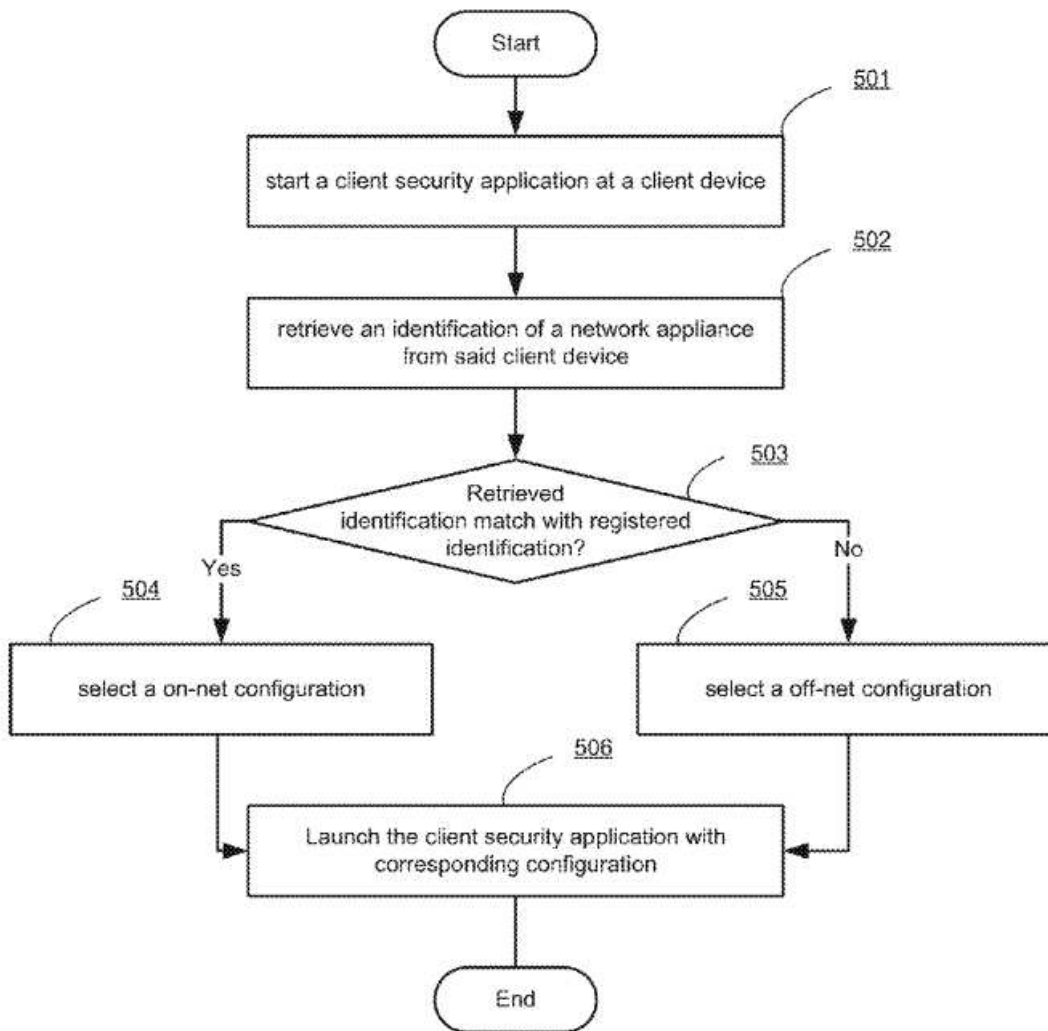 Start
501
start a client security application at a client device
502
retrieve an identification of a network appliance
from said client device
503
Retrieved
identification match with registered
identification?
Yes
No
504
505
select a on-net configuration
select a off-net configuration
506
Launch the client security application with
corresponding configuration
End